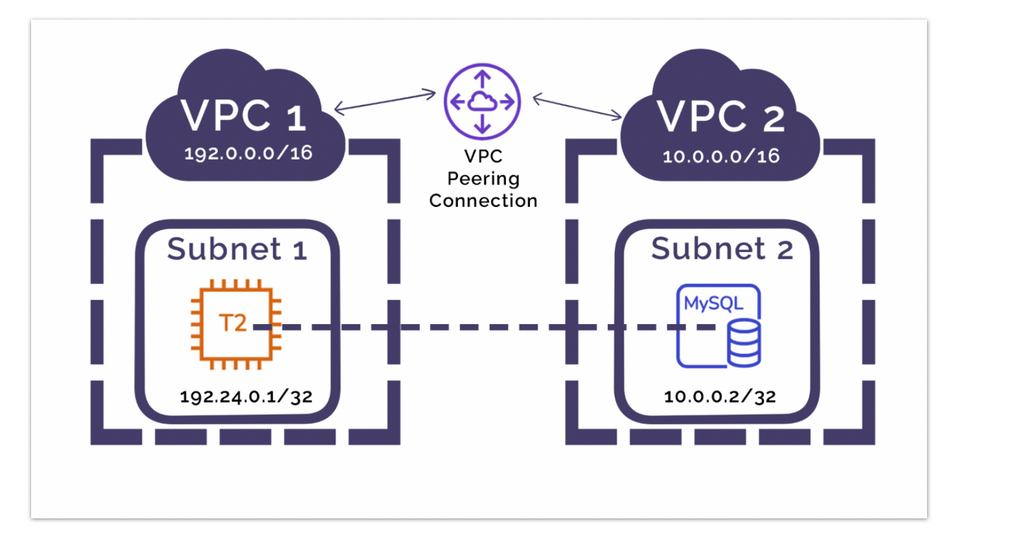 VPC 1
192.0.0.0/16
VPC
Peering
Connection
VPC 2
10.0.0.0/16
Subnet 1
T2
192.24.0.1/32
Subnet 2
MySQL
10.0.0.2/32